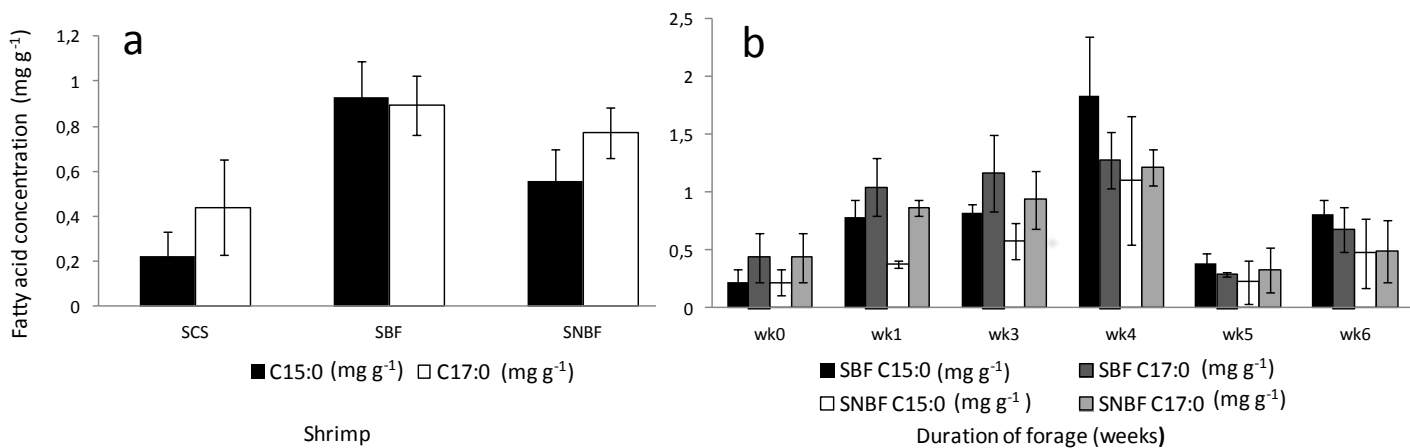 a
Fatty acid concentration (mg g-1)
1,2
1
0,8
0,6
0,4
0,2
0
SCS SBF SNBF
C15:0 (mg g-1) C17:0 (mg g-1)
Shrimp
b
2,5
2
1,5
1
0,5
0
wk0 wk1 wk3 wk4 wk5 wk6
SBF C15:0 (mg g-1) SBF C17:0 (mg g-1)
SNBF C15:0 (mg g-1) SNBF C17:0 (mg g-1)
Duration of forage (weeks)